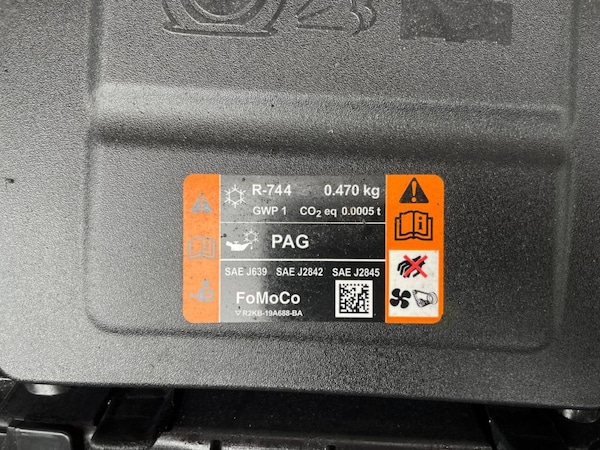 R-744 0.470 kg
GWP 1 CO₂ eq 0.0005 t
PAG
SAE J639 SAE J2842 SAE J2845
FoMoCo
R2KB-19A688-BA